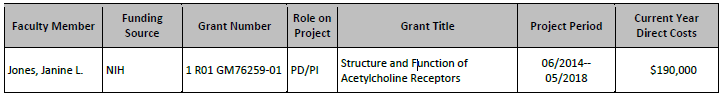 Faculty Member
Funding
Source
Grant Number
Role on
Project
Grant Title
Project Period
Current Year
Direct Costs
Jones, Janine L.
NIH
1 R01 GM76259-01
PD/PI
Structure and Function of
Acetylcholine Receptors
06/2014--
05/2018
$190,000